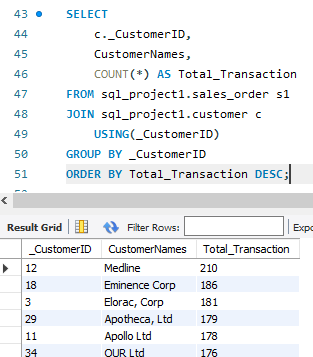 43 SELECT
44 c._CustomerID,
45 CustomerNames,
46 COUNT(*) AS Total_Transaction
47 FROM sql_project1.sales_order s1
48 JOIN sql_project1.customer c
49 USING(_CustomerID)
50 GROUP BY _CustomerID
51 ORDER BY Total_Transaction DESC;
Result Grid Filter Rows:
_CustomerID CustomerNames Total_Transaction
12 Medline 210
18 Eminence Corp 186
3 Elorac, Corp 181
29 Apotheca, Ltd 179
11 Apollo Ltd 178
34 OUR Ltd 176